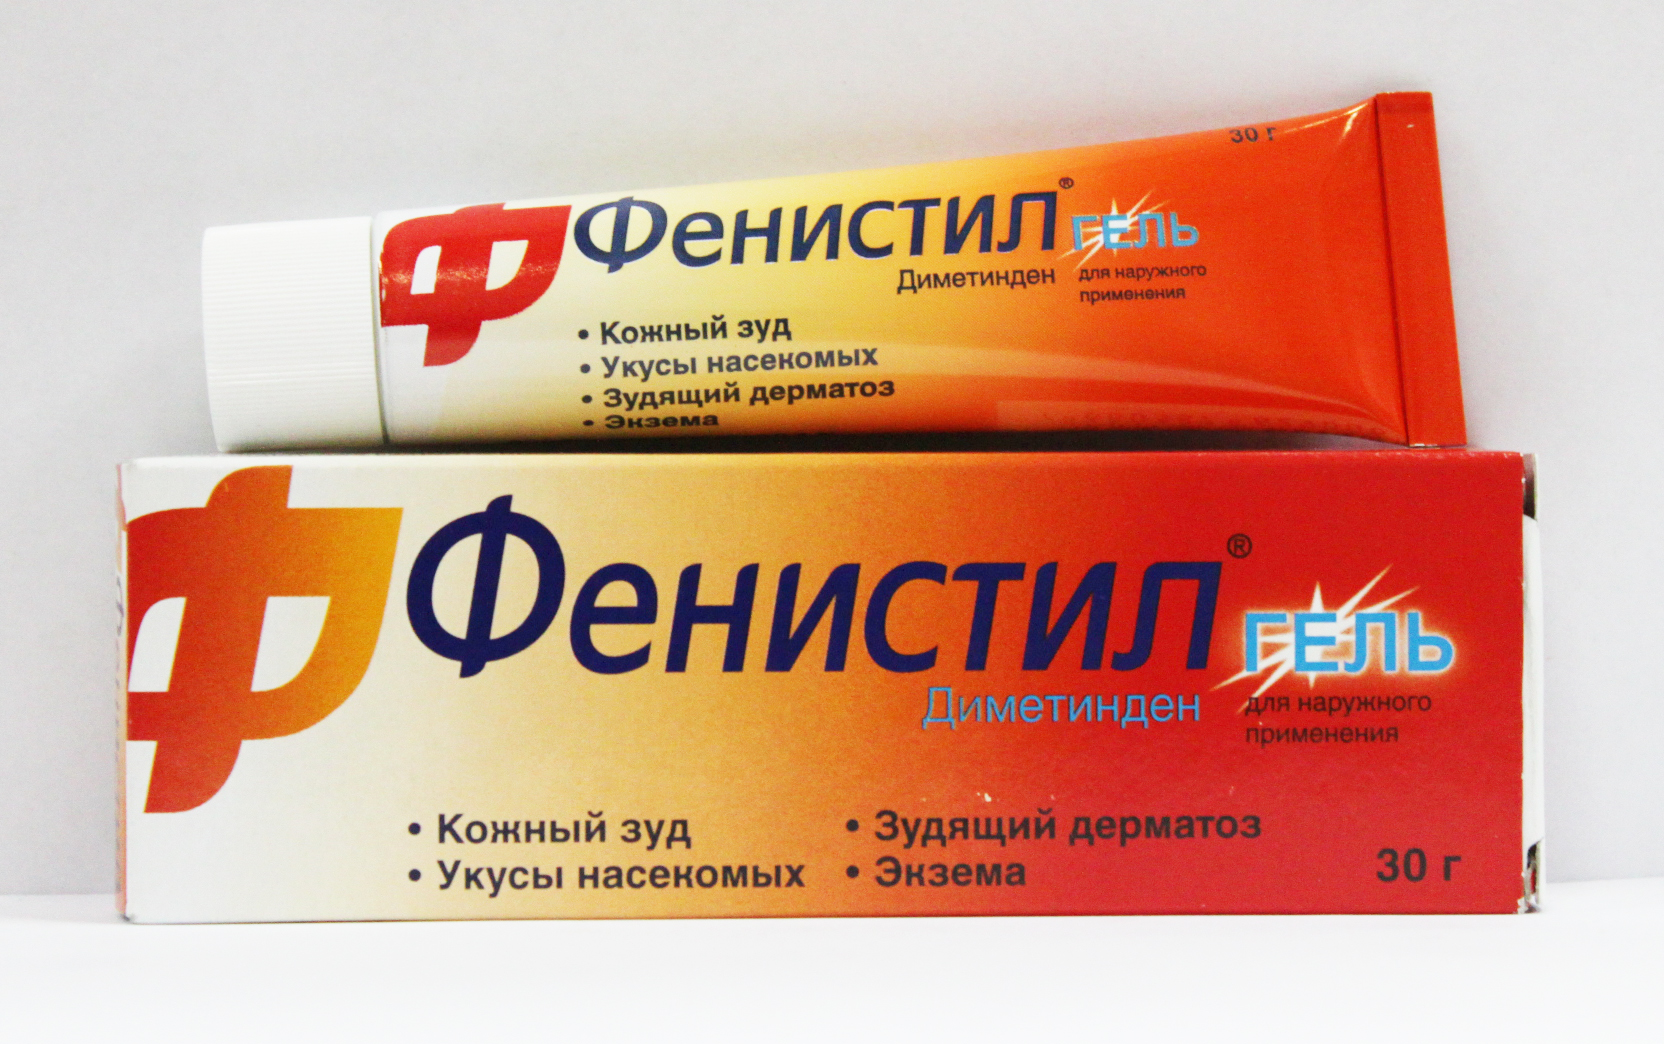 30 г
Фенистил® гель
Диметинден
для наружного
применения
• Кожный зуд
• Укусы насекомых
• Зудящий дерматоз
• Экзема
Фенистил® гель
Диметинден
для наружного
применения
• Кожный зуд • Зудящий дерматоз
• Укусы насекомых • Экзема
30 г